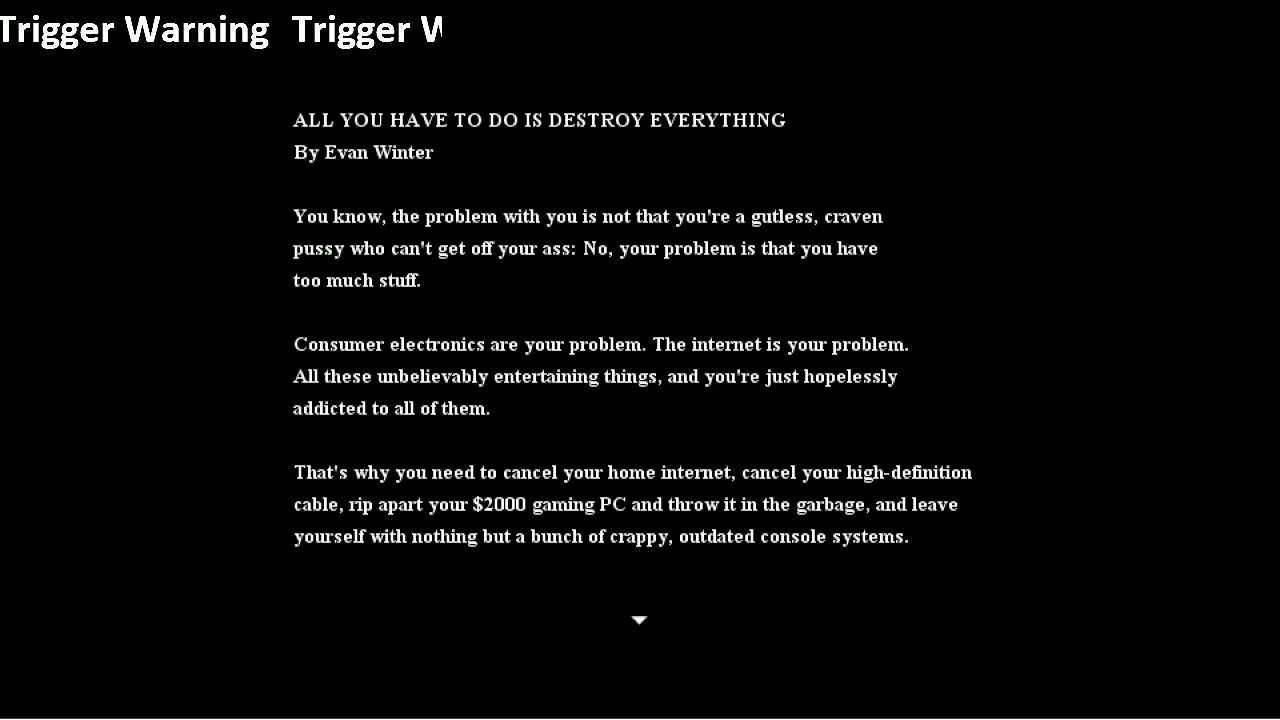 Trigger Warning Trigger W
ALL YOU HAVE TO DO IS DESTROY EVERYTHING
By Evan Winter
You know, the problem with you is not that you're a gutless, craven
pussy who can't get off your ass: No, your problem is that you have
too much stuff.
Consumer electronics are your problem. The internet is your problem.
All these unbelievably entertaining things, and you're just hopelessly
addicted to all of them.
That's why you need to cancel your home internet, cancel your high-definition
cable, rip apart your $2000 gaming PC and throw it in the garbage, and leave
yourself with nothing but a bunch of crappy, outdated console systems.